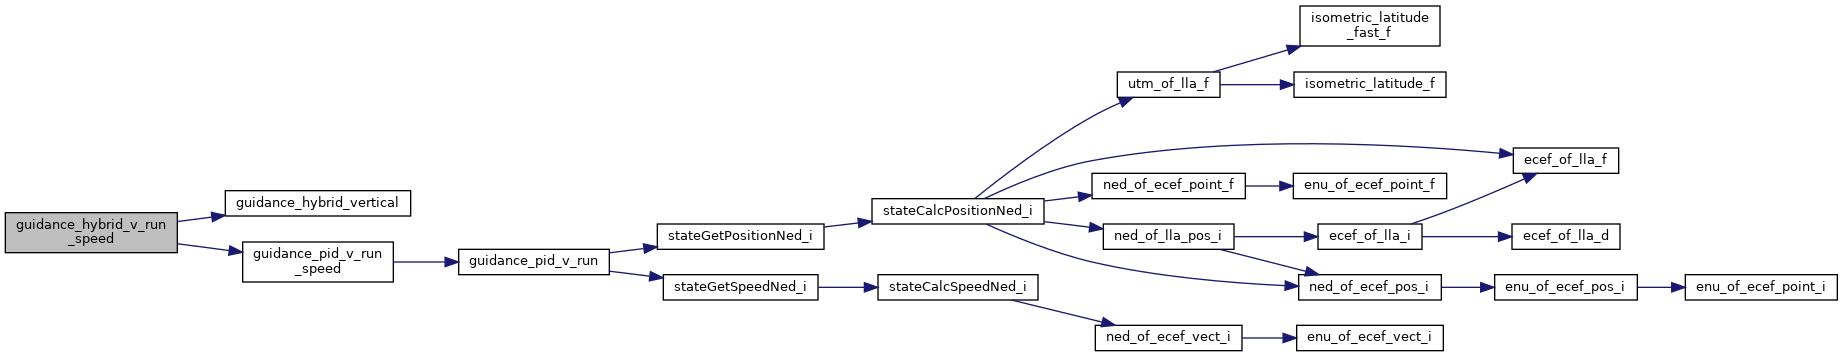 guidance_hybrid_v_run
_speed
guidance_hybrid_vertical
guidance_pid_v_run
_speed
guidance_pid_v_run
stateGetPositionNed_i
stateGetSpeedNed_i
stateCalcPositionNed_i
stateCalcSpeedNed_i
utm_of_lla_f
isometric_latitude
_fast_f
isometric_latitude_f
ecef_of_lla_f
ned_of_ecef_point_f
enu_of_ecef_point_f
ned_of_lla_pos_i
ecef_of_lla_i
ecef_of_lla_d
ned_of_ecef_pos_i
enu_of_ecef_pos_i
enu_of_ecef_point_i
ned_of_ecef_vect_i
enu_of_ecef_vect_i